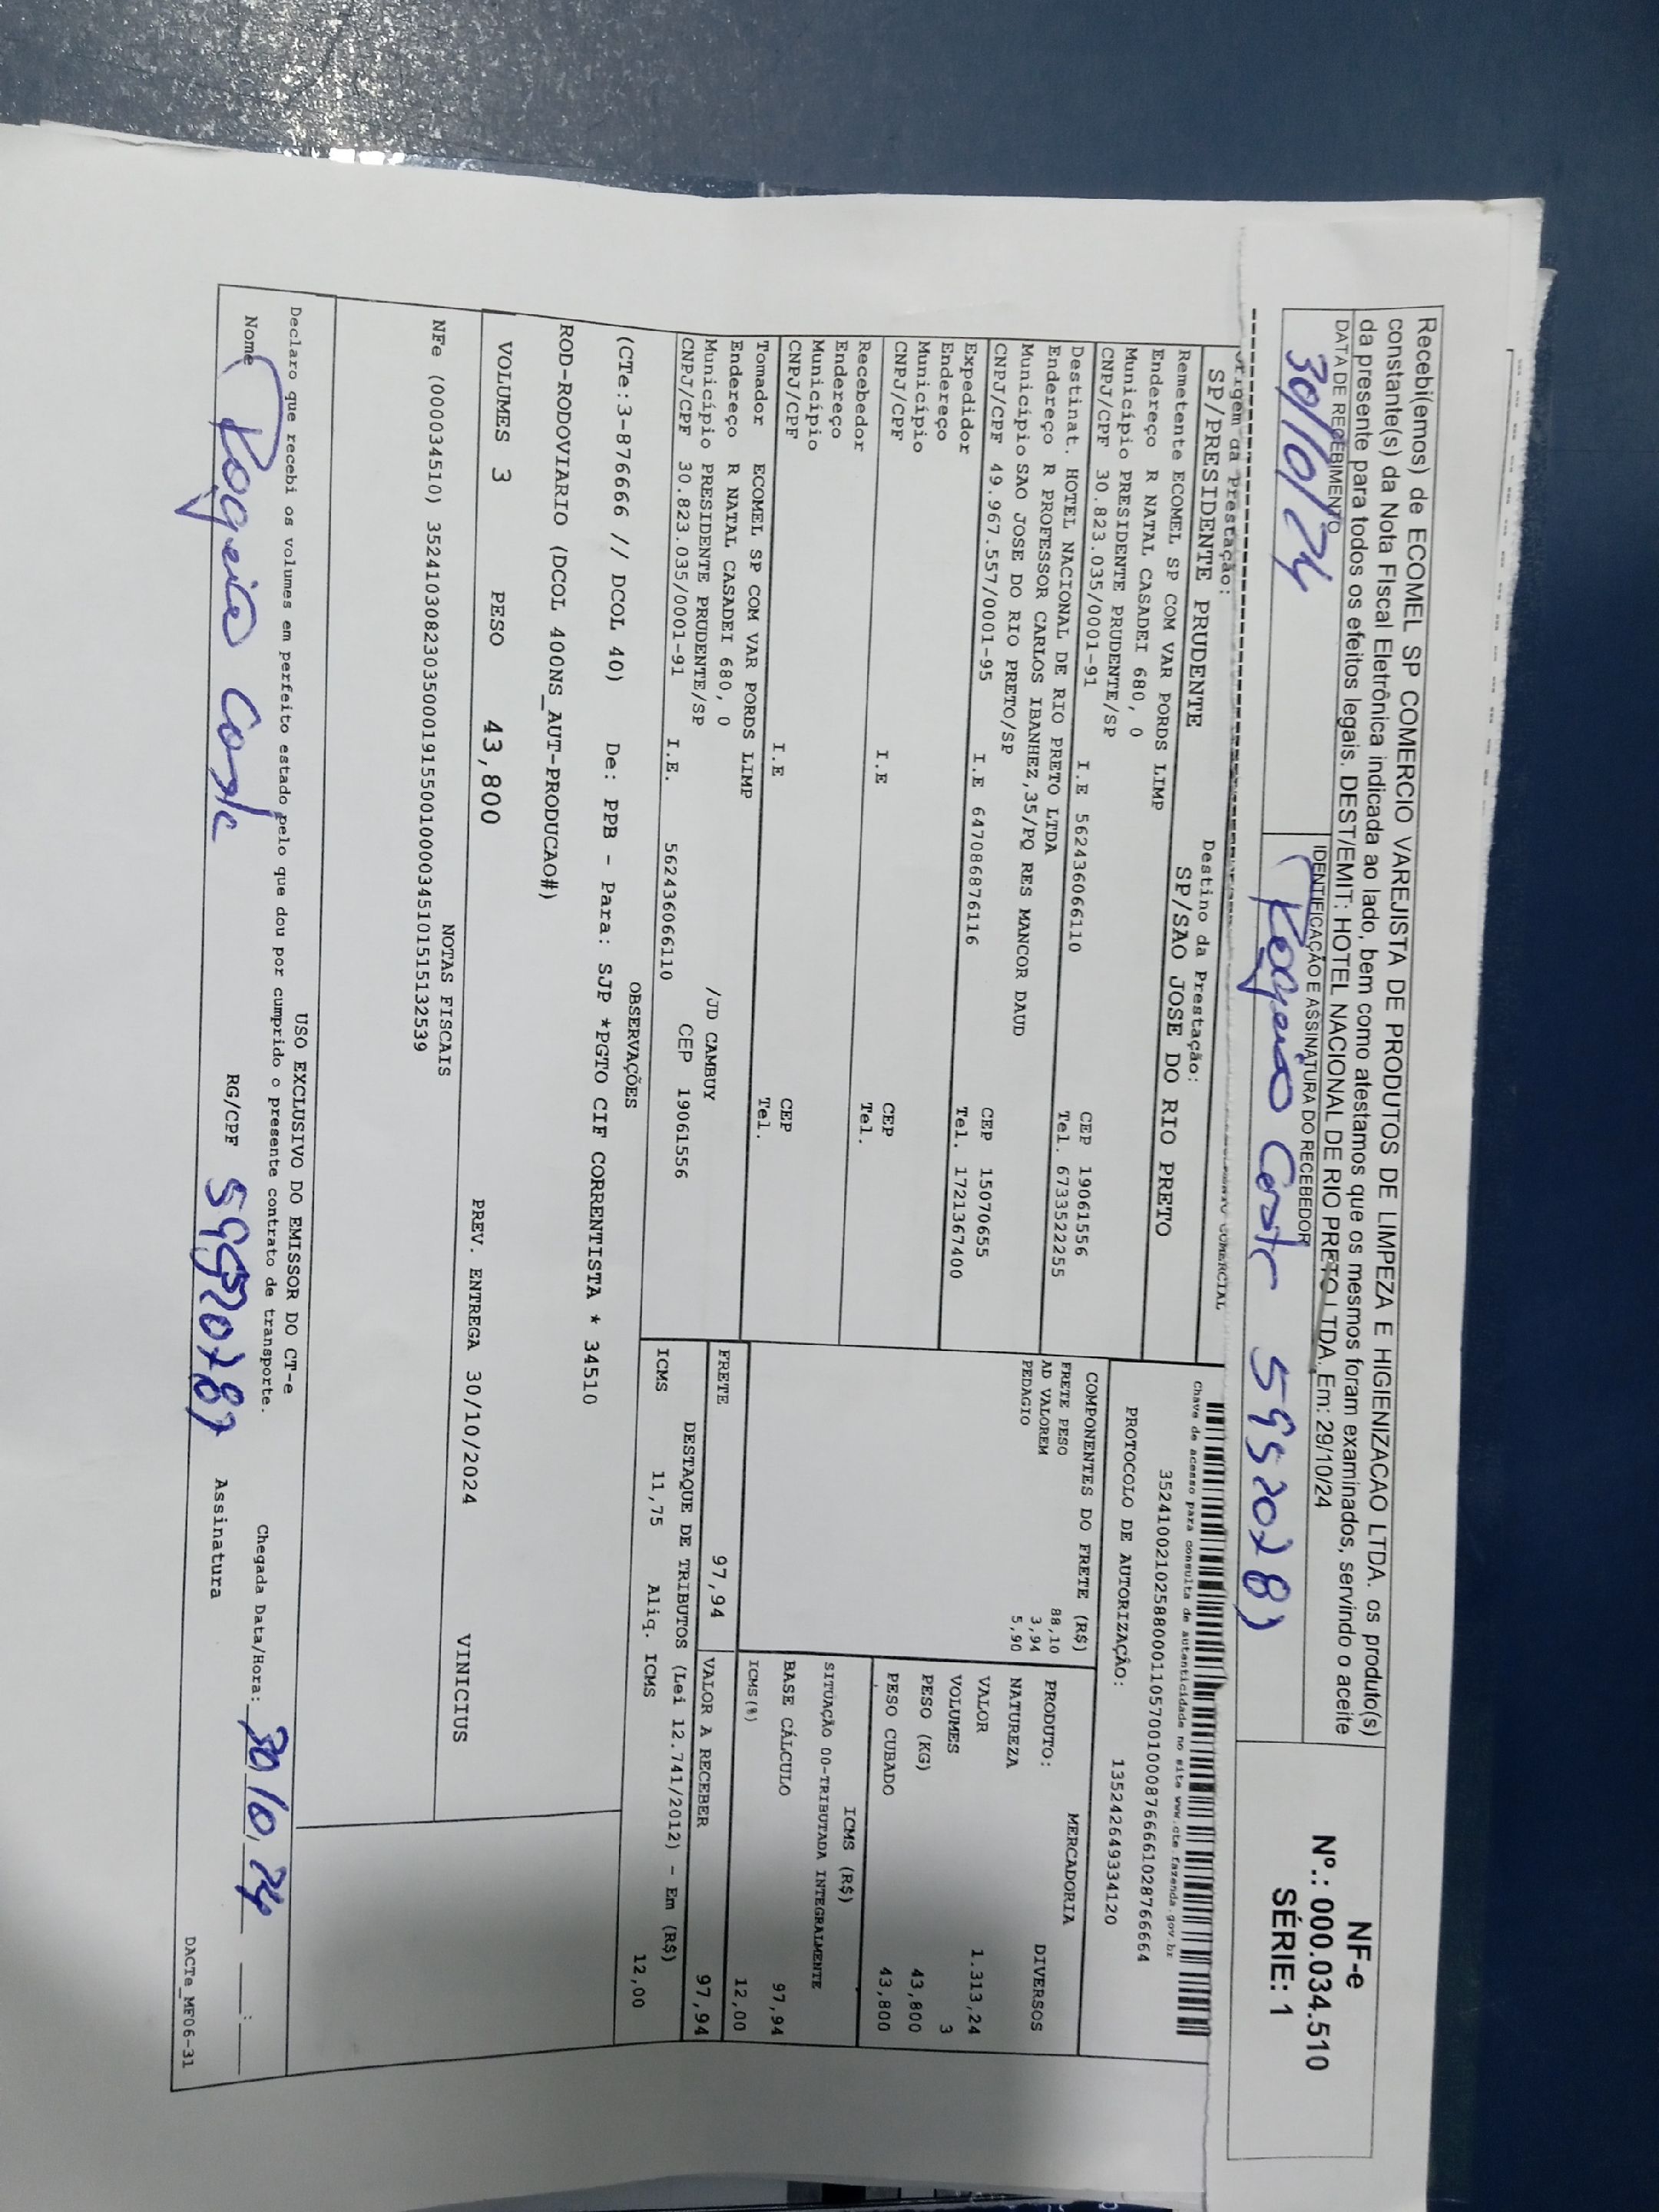 Recebi(emos) de ECOMEL SP COMERCIO VAREJISTA DE PRODUTOS DE LIMPEZA E HIGIENIZACAO LTDA. os produto(s)
constante(s) da Nota FIscal Eletrônica indicada ao lado, bem como atestamos que os mesmos foram examinados, servindo o aceite
da presente para todos os efeitos legais. DEST/EMIT: HOTEL NACIONAL DE RIO PRETO LTDA. Em: 29/10/24
DATA DE RECEBIMENTO
IDENTIFICAÇÃO E ASSINATURA DO RECEBEDOR
30/10/24
Rogerio Costa 59520281
NF-e
Nº.: 000.034.510
SÉRIE: 1
Origem da Prestação:
SP/PRESIDENTE PRUDENTE
Destino da Prestação:
SP/SAO JOSE DO RIO PRETO
COMERCIAL
Remetente ECOMEL SP COM VAR PORDS LIMP
Endereço R NATAL CASADEI 680, 0
Município PRESIDENTE PRUDENTE/SP CEP 19061556
CNPJ/CPF 30.823.035/0001-91 I.E 562436066110 Tel. 6733522255
Destinat. HOTEL NACIONAL DE RIO PRETO LTDA
Endereço R PROFESSOR CARLOS IBANHEZ,35/PQ RES MANCOR DAUD
Município SAO JOSE DO RIO PRETO/SP CEP 15070655
CNPJ/CPF 49.967.557/0001-95 I.E 647086876116 Tel. 1721367400
Expedidor
Endereço
Município CEP
CNPJ/CPF I.E Tel.
Recebedor
Endereço
Município CEP
CNPJ/CPF I.E Tel.
Tomador ECOMEL SP COM VAR PORDS LIMP
Endereço R NATAL CASADEI 680, 0 /JD CAMBUY
Município PRESIDENTE PRUDENTE/SP CEP 19061556
CNPJ/CPF 30.823.035/0001-91 I.E. 562436066110
Chave de acesso para consulta de autenticidade no site www.cte.fazenda.gov.br
35241002102588000110570010008766661028766664
PROTOCOLO DE AUTORIZAÇÃO: 135242649334120
COMPONENTES DO FRETE (R$)
FRETE PESO 88,10
AD VALOREM 3,94
PEDAGIO 5,90
MERCADORIA
PRODUTO: DIVERSOS
NATUREZA
VALOR 1.313,24
VOLUMES 3
PESO (KG) 43,800
PESO CUBADO 43,800
ICMS (R$)
SITUAÇÃO 00-TRIBUTADA INTEGRALMENTE
BASE CÁLCULO 97,94
ICMS(%) 12,00
FRETE 97,94
VALOR A RECEBER 97,94
DESTAQUE DE TRIBUTOS (Lei 12.741/2012) - Em (R$)
ICMS 11,75 Aliq. ICMS 12,00
OBSERVAÇÕES
(CTe:3-876666 // DCOL 40) De: PPB - Para: SJP *PGTO CIF CORRENTISTA * 34510
ROD-RODOVIARIO (DCOL 400NS_AUT-PRODUCAO#)
VOLUMES 3 PESO 43,800 PREV. ENTREGA 30/10/2024 VINICIUS
NOTAS FISCAIS
NFe (000034510) 35241030823035000191550010000345101515132539
USO EXCLUSIVO DO EMISSOR DO CT-e
Declaro que recebi os volumes em perfeito estado pelo que dou por cumprido o presente contrato de transporte.
Chegada Data/Hora: 30/10/24 __:__
Nome Rogerio Costa RG/CPF Assinatura
DACTe_MF06-31